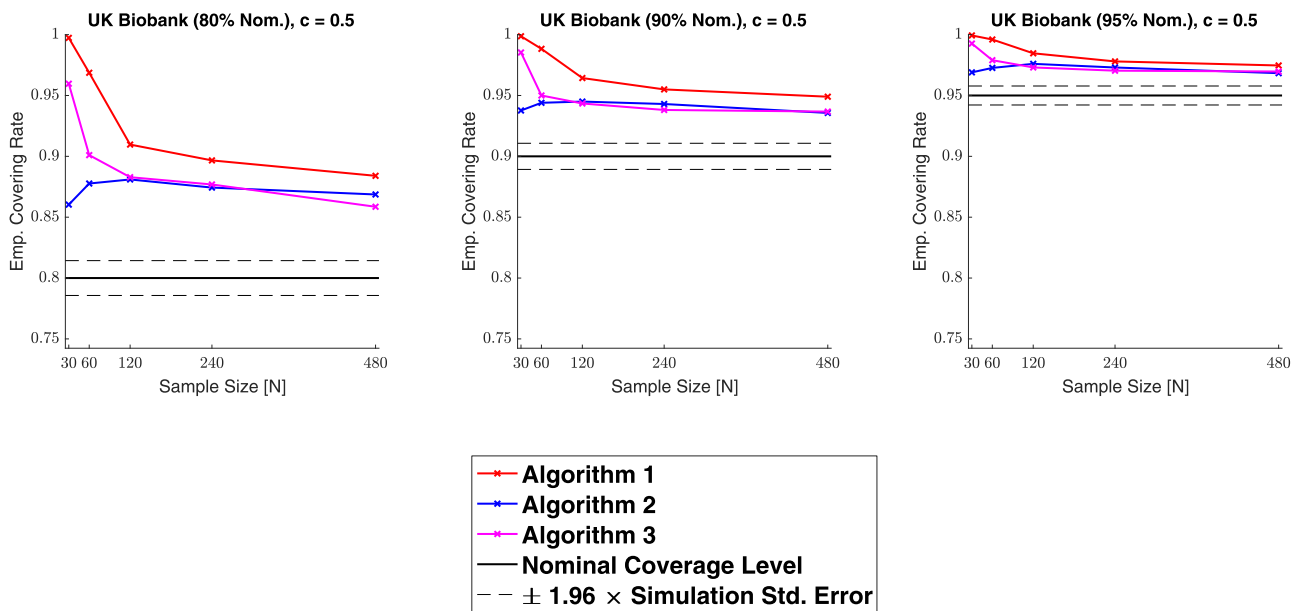 UK Biobank (80% Nom.), c = 0.5
1
0.95
0.9
0.85
0.8
0.75
Emp. Covering Rate
30 60 120 240 480
Sample Size [N]
UK Biobank (90% Nom.), c = 0.5
1
0.95
0.9
0.85
0.8
0.75
Emp. Covering Rate
30 60 120 240 480
Sample Size [N]
UK Biobank (95% Nom.), c = 0.5
1
0.95
0.9
0.85
0.8
0.75
Emp. Covering Rate
30 60 120 240 480
Sample Size [N]
Algorithm 1
Algorithm 2
Algorithm 3
Nominal Coverage Level
± 1.96 × Simulation Std. Error